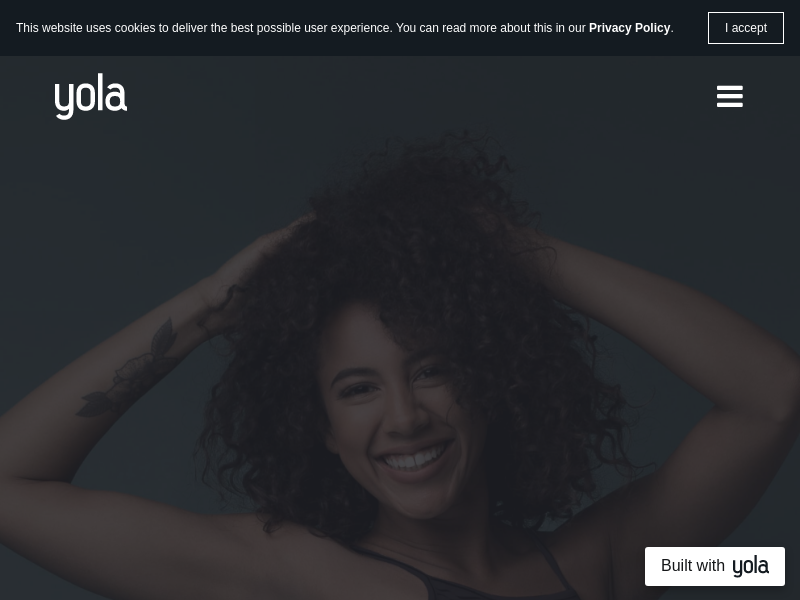 This website uses cookies to deliver the best possible user experience. You can read more about this in our Privacy Policy.
I accept
yola
Built with yola